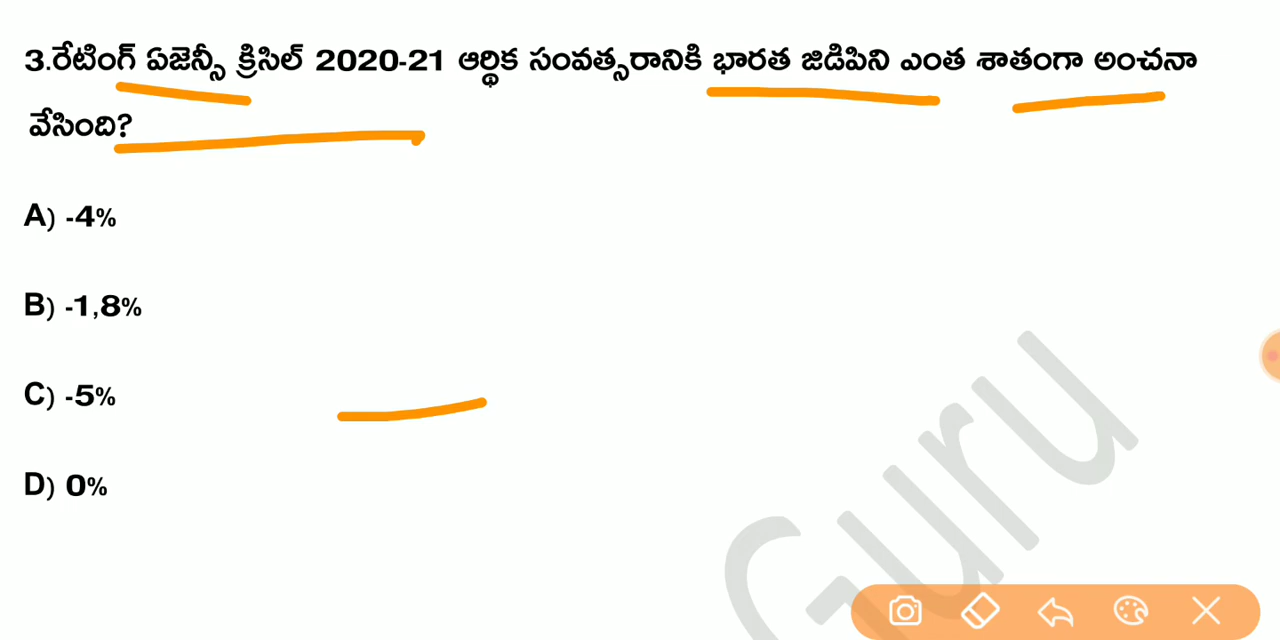 3.రేటింగ్ ఏజెన్సీ క్రిసిల్ 2020-21 ఆర్థిక సంవత్సరానికి భారత జిడిపిని ఎంత శాతంగా అంచనా
వేసింది?
A) -4%
B) -1,8%
C) -5%
D) 0%
Guru